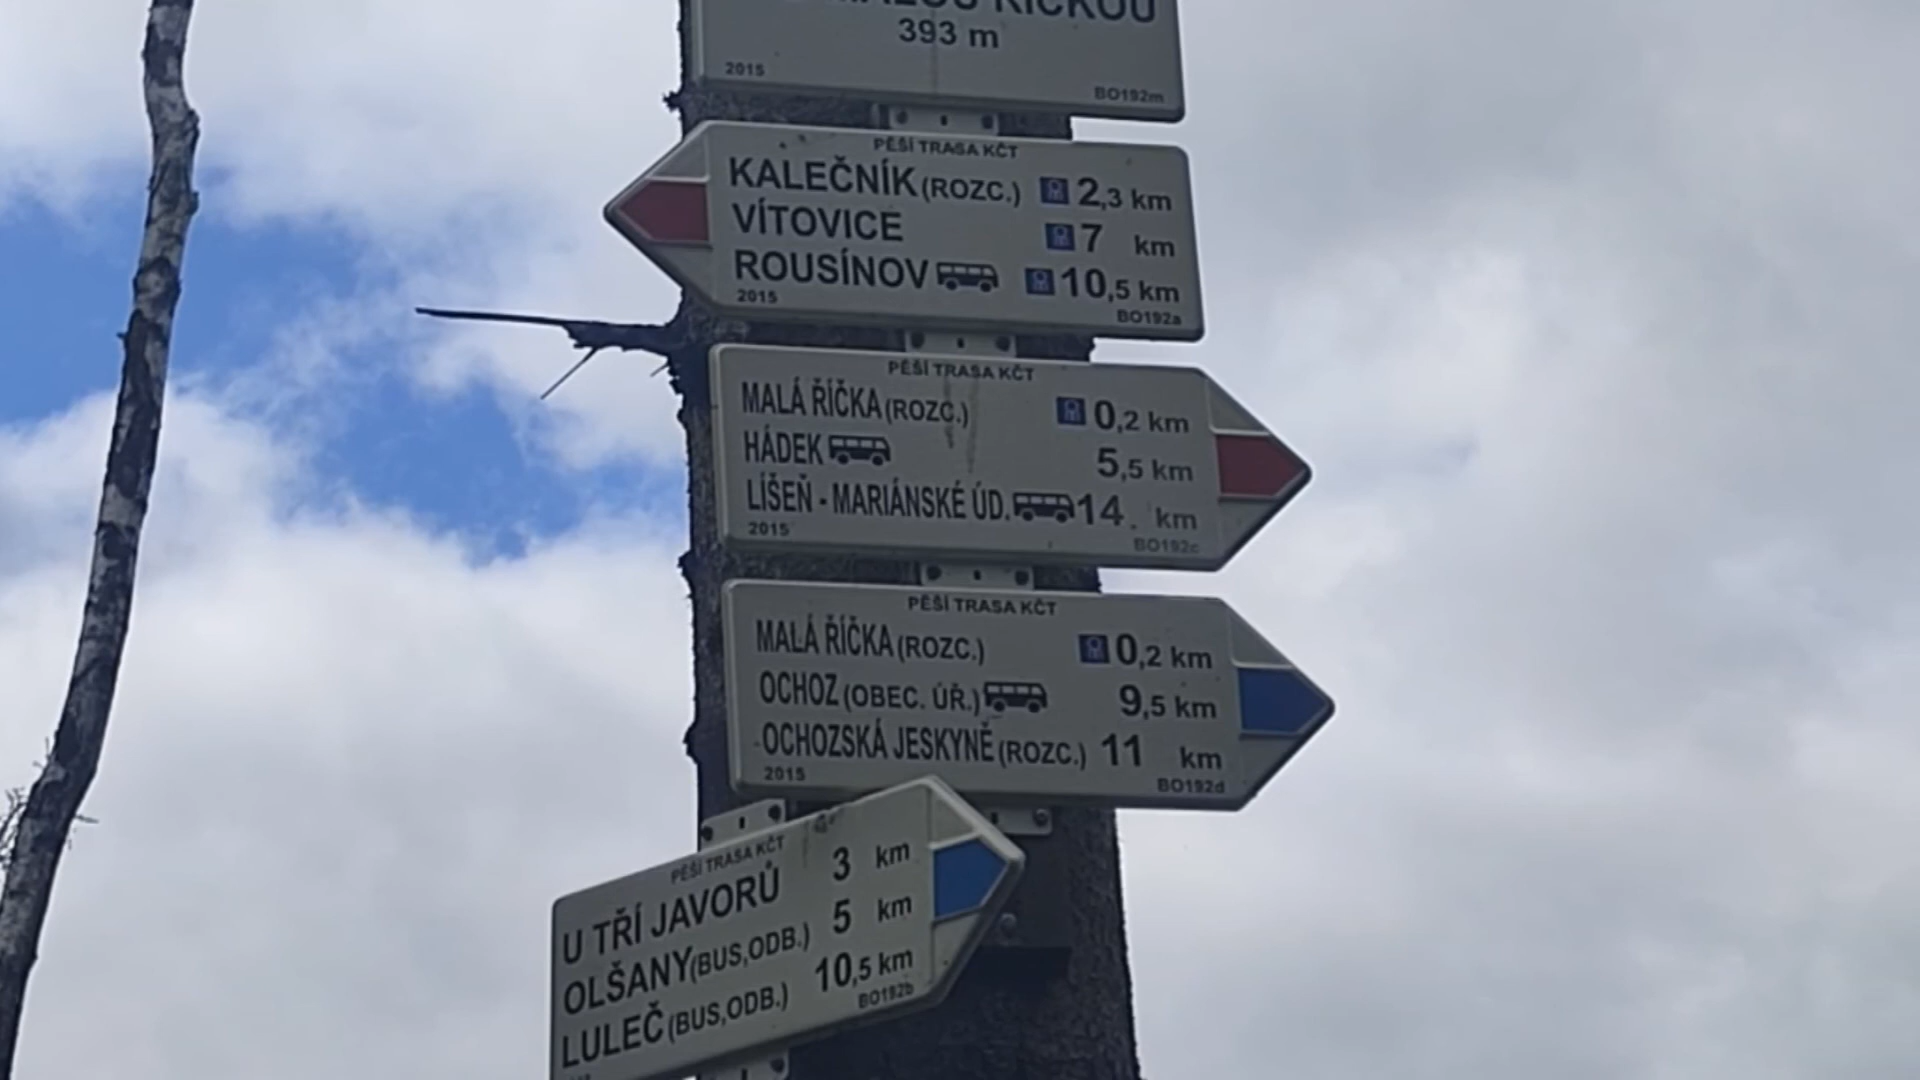 ŘÍČKOU
393 m
2015 BO192m
PĚŠÍ TRASA KČT
KALEČNÍK (ROZC.) 2,3 km
VÍTOVICE 7 km
ROUSÍNOV 10,5 km
2015 BO192a
PĚŠÍ TRASA KČT
MALÁ ŘÍČKA (ROZC.) 0,2 km
HÁDEK 5,5 km
LÍŠEŇ - MARIÁNSKÉ ÚD. 14 km
2015 BO192c
PĚŠÍ TRASA KČT
MALÁ ŘÍČKA (ROZC.) 0,2 km
OCHOZ (OBEC. ÚŘ.) 9,5 km
OCHOZSKÁ JESKYNĚ (ROZC.) 11 km
2015 BO192d
PĚŠÍ TRASA KČT
U TŘÍ JAVORŮ 3 km
OLŠANY (BUS,ODB.) 5 km
LULEČ (BUS,ODB.) 10,5 km
BO192b